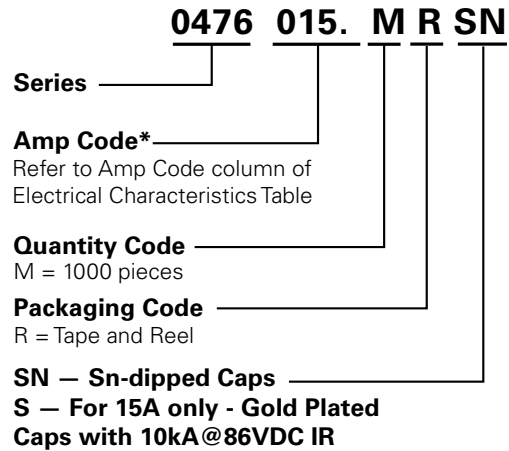 0476 015. M R SN
Series
Amp Code*
Refer to Amp Code column of
Electrical Characteristics Table
Quantity Code
M = 1000 pieces
Packaging Code
R = Tape and Reel
SN — Sn-dipped Caps
S — For 15A only - Gold Plated
Caps with 10kA@86VDC IR